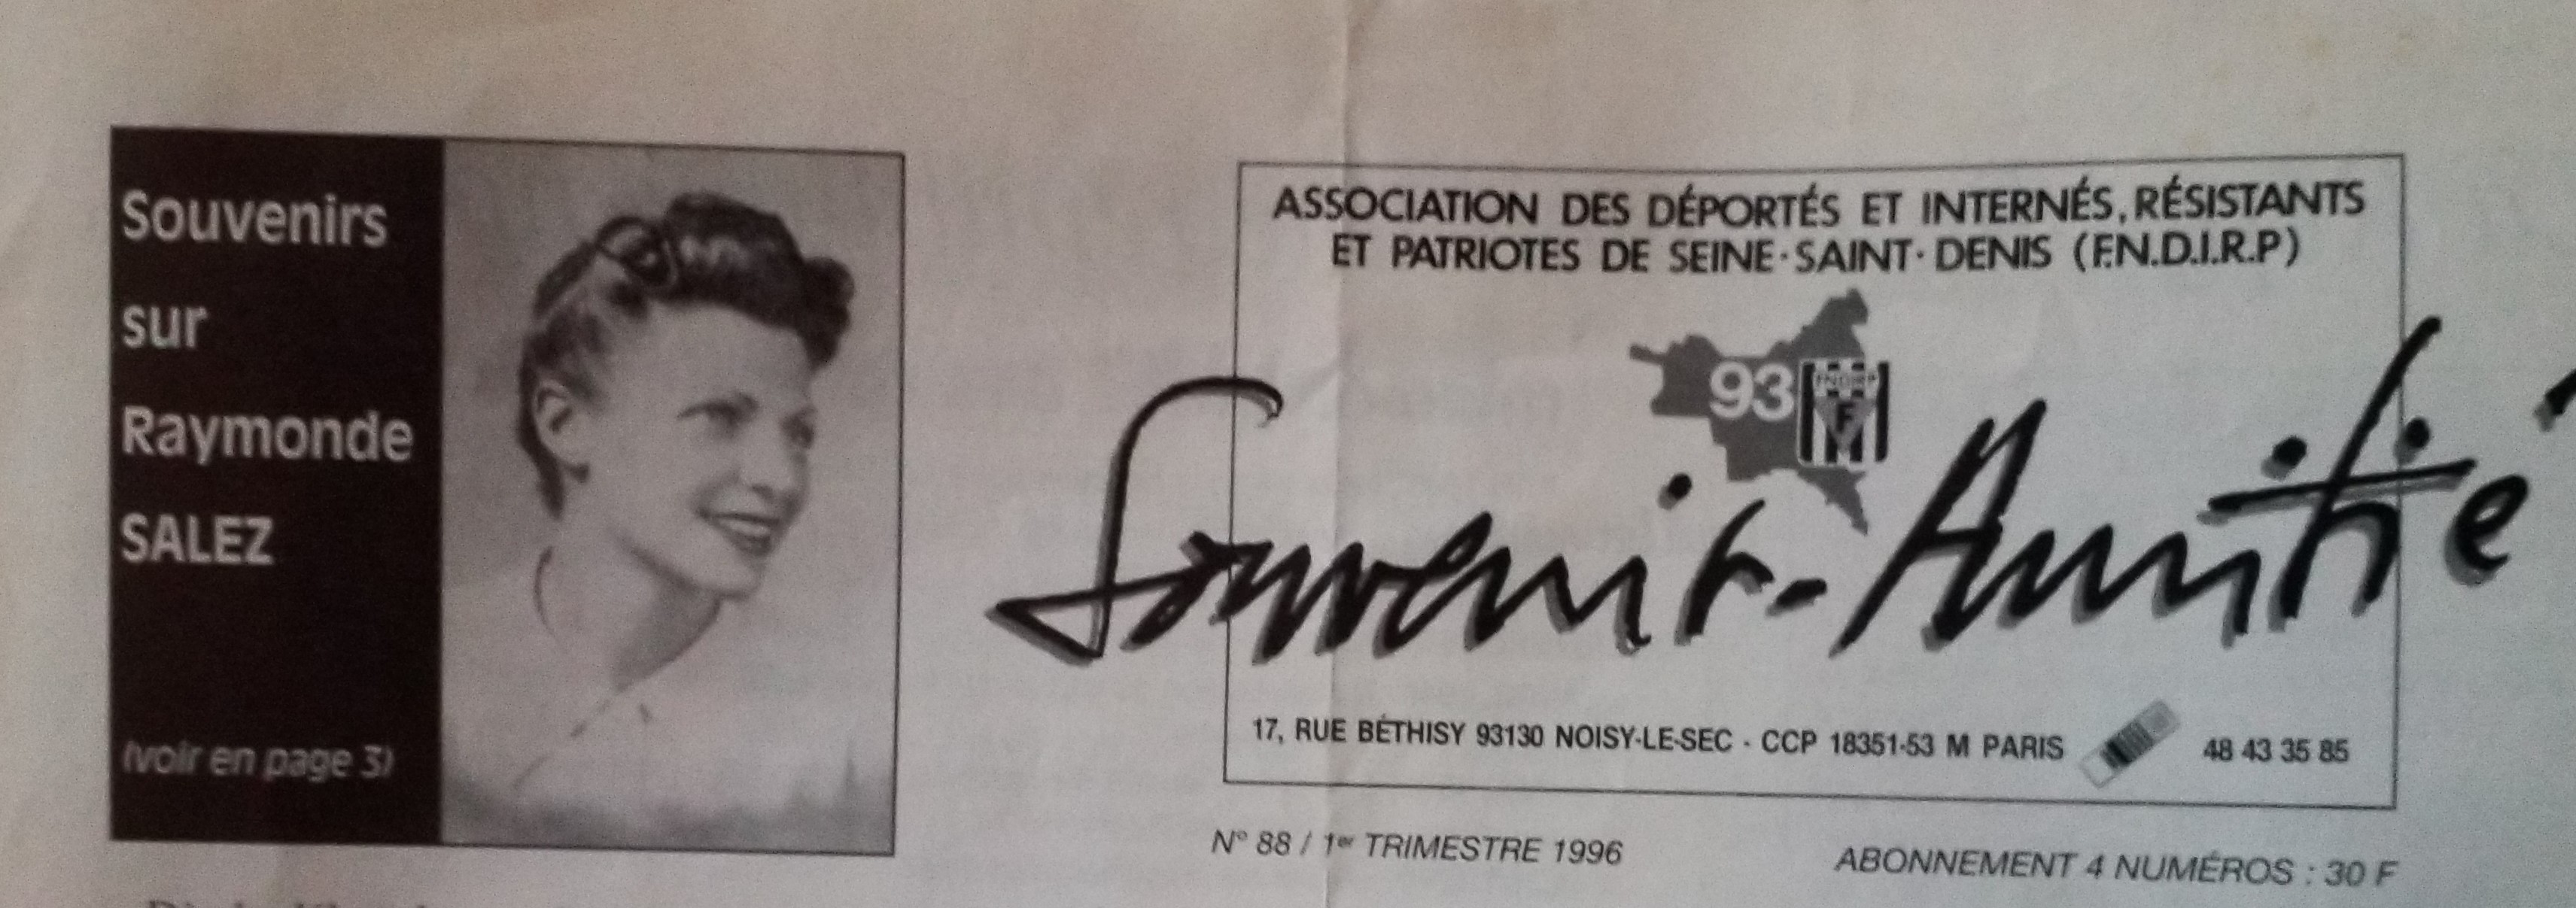 Souvenirs
sur
Raymonde
SALEZ
(voir en page 3)
ASSOCIATION DES DÉPORTÉS ET INTERNÉS, RÉSISTANTS
ET PATRIOTES DE SEINE-SAINT-DENIS (F.N.D.I.R.P)
93
FNDIRP
F
Souvenir-Amitié
17, RUE BÉTHISY 93130 NOISY-LE-SEC - CCP 18351-53 M PARIS 48 43 35 85
N° 88 / 1er TRIMESTRE 1996
ABONNEMENT 4 NUMÉROS : 30 F